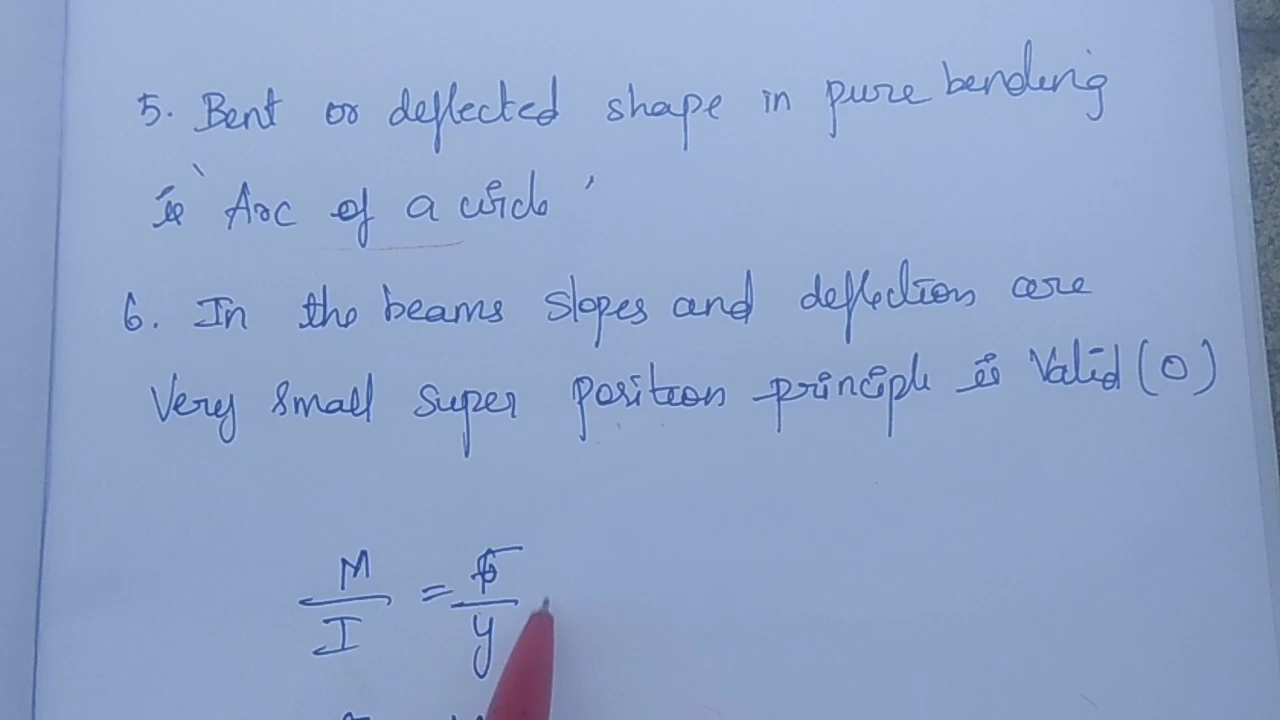 5. Bent or deflected shape in pure bending
is ` Arc of a circle '
6. In the beams slopes and deflection are
Very small super position principle is Valid (0)
M/I = σ/y